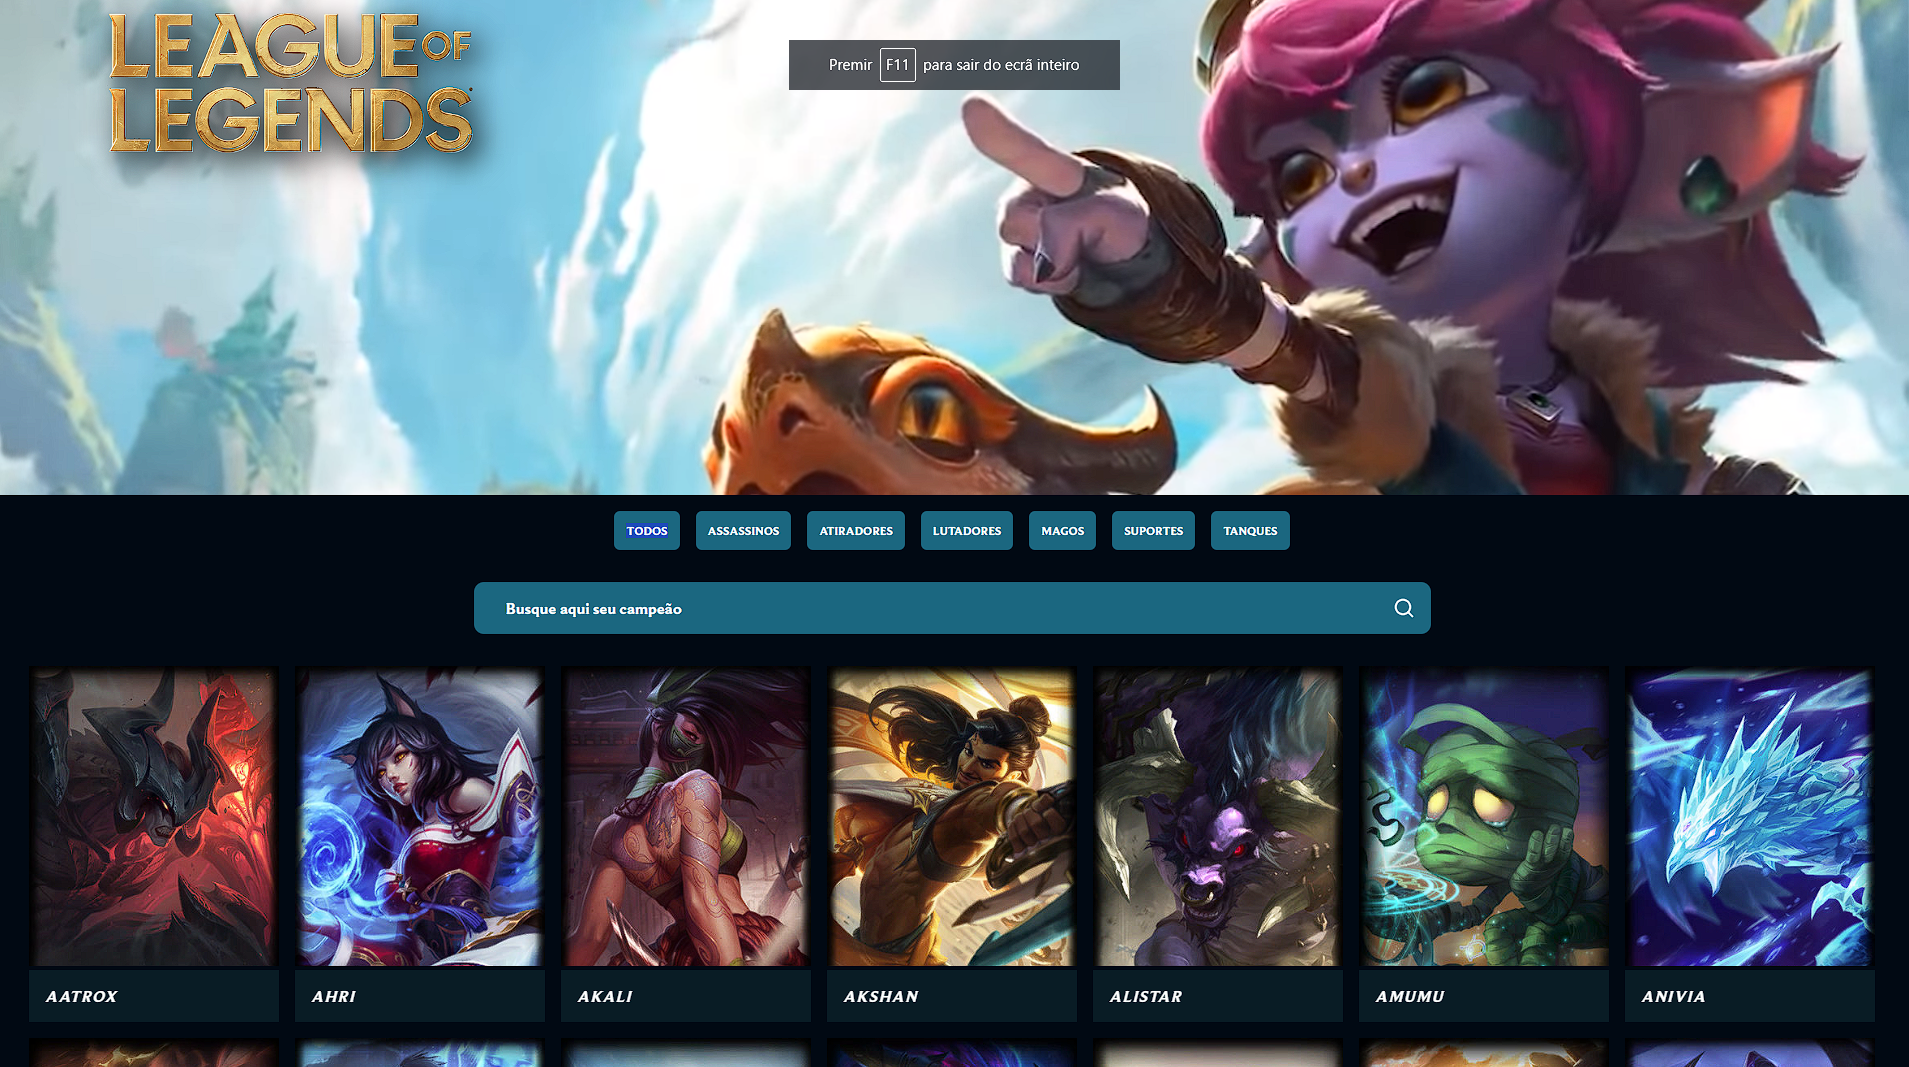 LEAGUE OF
LEGENDS
Premir F11 para sair do ecrã inteiro
TODOS
ASSASSINOS
ATIRADORES
LUTADORES
MAGOS
SUPORTES
TANQUES
Busque aqui seu campeão
AATROX
AHRI
AKALI
AKSHAN
ALISTAR
AMUMU
ANIVIA